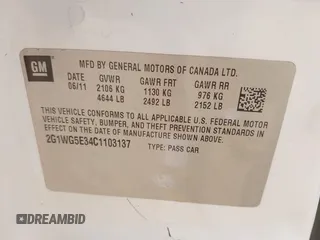 GM
MFD BY GENERAL MOTORS OF CANADA LTD.
DATE GVWR GAWR FRT GAWR RR
06/11 2106 KG 1130 KG 976 KG
4644 LB 2492 LB 2152 LB
THIS VEHICLE CONFORMS TO ALL APPLICABLE U.S. FEDERAL MOTOR
VEHICLE SAFETY, BUMPER, AND THEFT PREVENTION STANDARDS
IN EFFECT ON THE DATE OF MANUFACTURE SHOWN ABOVE.
2G1WG5E34C1103137 TYPE: PASS CAR
DREAMBID